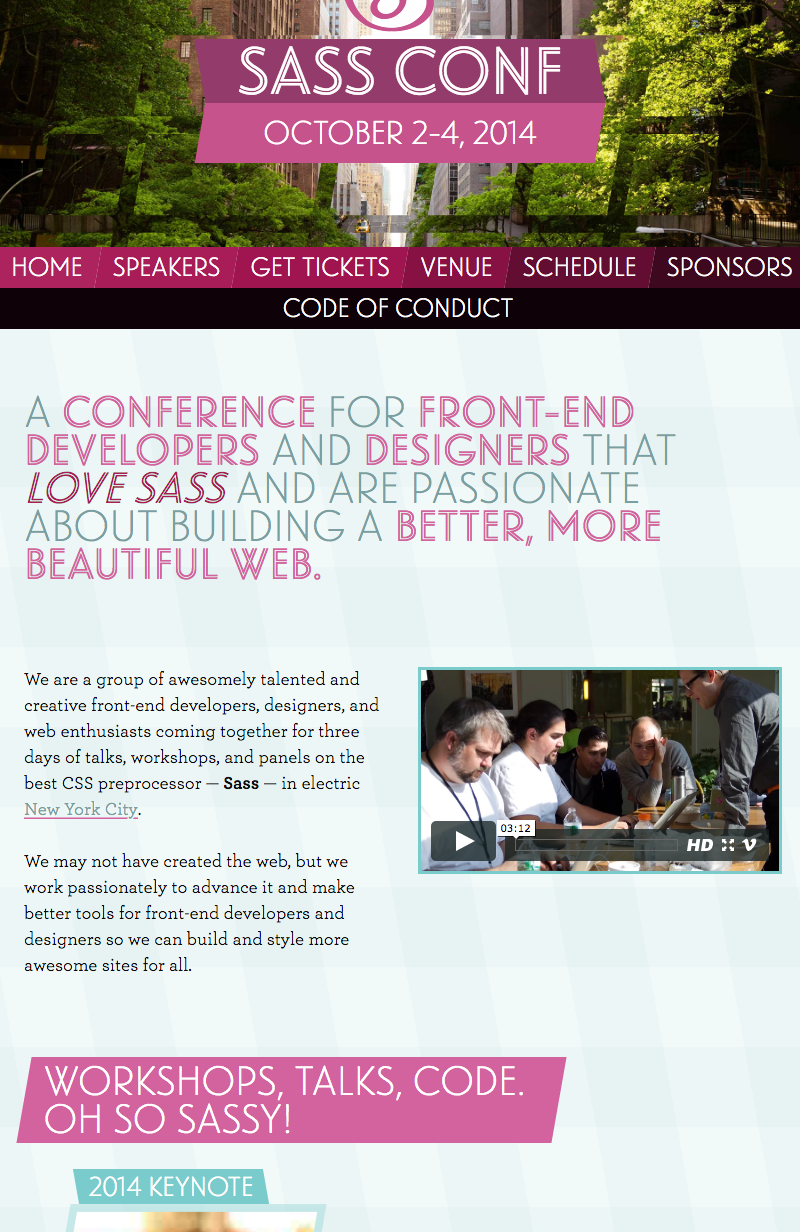 SASS CONF
OCTOBER 2-4, 2014
HOME SPEAKERS GET TICKETS VENUE SCHEDULE SPONSORS
CODE OF CONDUCT
A CONFERENCE FOR FRONT-END
DEVELOPERS AND DESIGNERS THAT
LOVE SASS AND ARE PASSIONATE
ABOUT BUILDING A BETTER, MORE
BEAUTIFUL WEB.
We are a group of awesomely talented and
creative front-end developers, designers, and
web enthusiasts coming together for three
days of talks, workshops, and panels on the
best CSS preprocessor — Sass — in electric
New York City.
We may not have created the web, but we
work passionately to advance it and make
better tools for front-end developers and
designers so we can build and style more
awesome sites for all.
03:12
HD
WORKSHOPS, TALKS, CODE.
OH SO SASSY!
2014 KEYNOTE